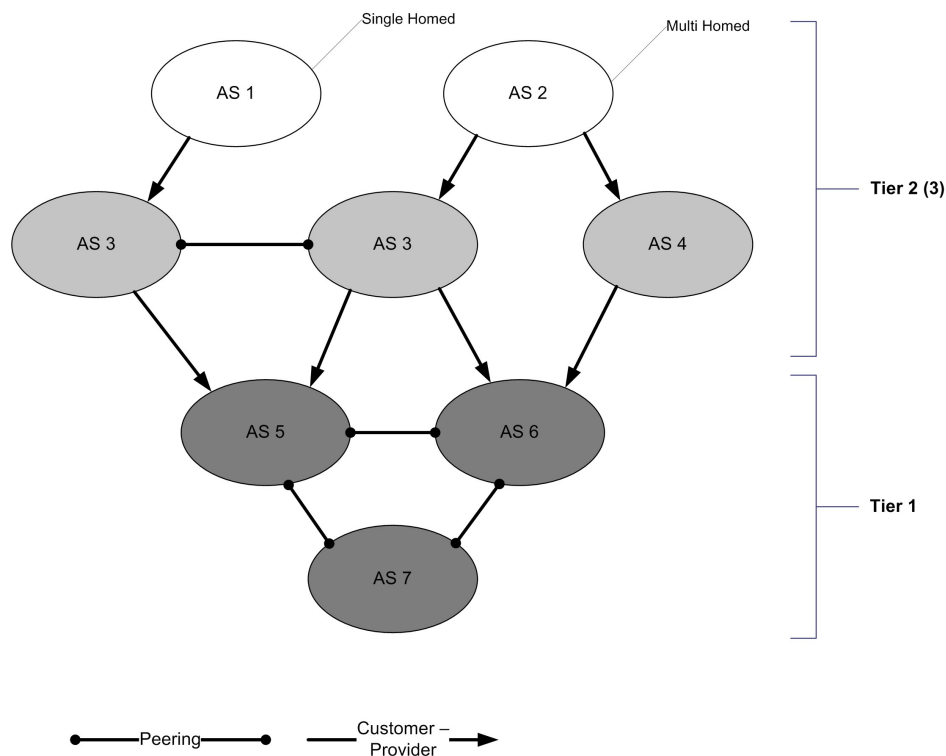 Single Homed
Multi Homed
AS 1
AS 2
Tier 2 (3)
AS 3
AS 3
AS 4
AS 5
AS 6
Tier 1
AS 7
Peering
Customer –
Provider